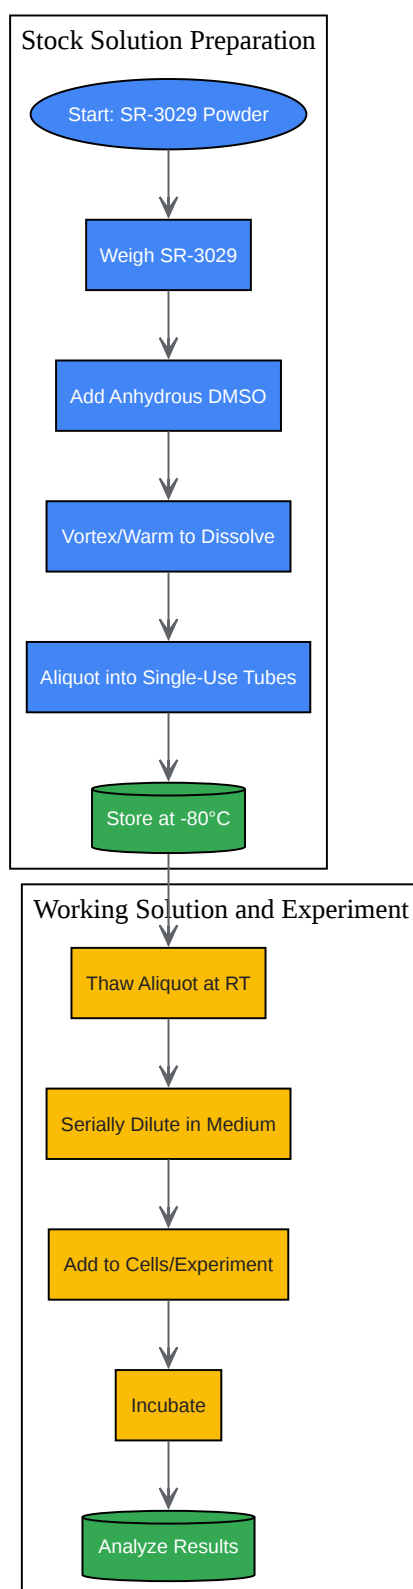 Stock Solution Preparation
Start: SR-3029 Powder
Weigh SR-3029
Add Anhydrous DMSO
Vortex/Warm to Dissolve
Aliquot into Single-Use Tubes
Store at -80°C
Working Solution and Experiment
Thaw Aliquot at RT
Serially Dilute in Medium
Add to Cells/Experiment
Incubate
Analyze Results